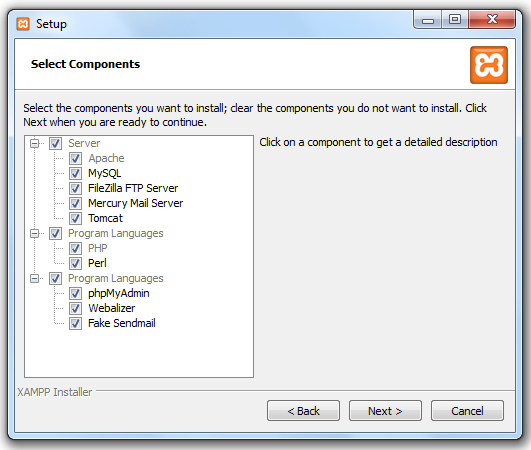 Setup
Select Components
Select the components you want to install; clear the components you do not want to install. Click
Next when you are ready to continue.
Server
Apache
MySQL
FileZilla FTP Server
Mercury Mail Server
Tomcat
Program Languages
PHP
Perl
Program Languages
phpMyAdmin
Webalizer
Fake Sendmail
Click on a component to get a detailed description
XAMPP Installer
< Back
Next >
Cancel